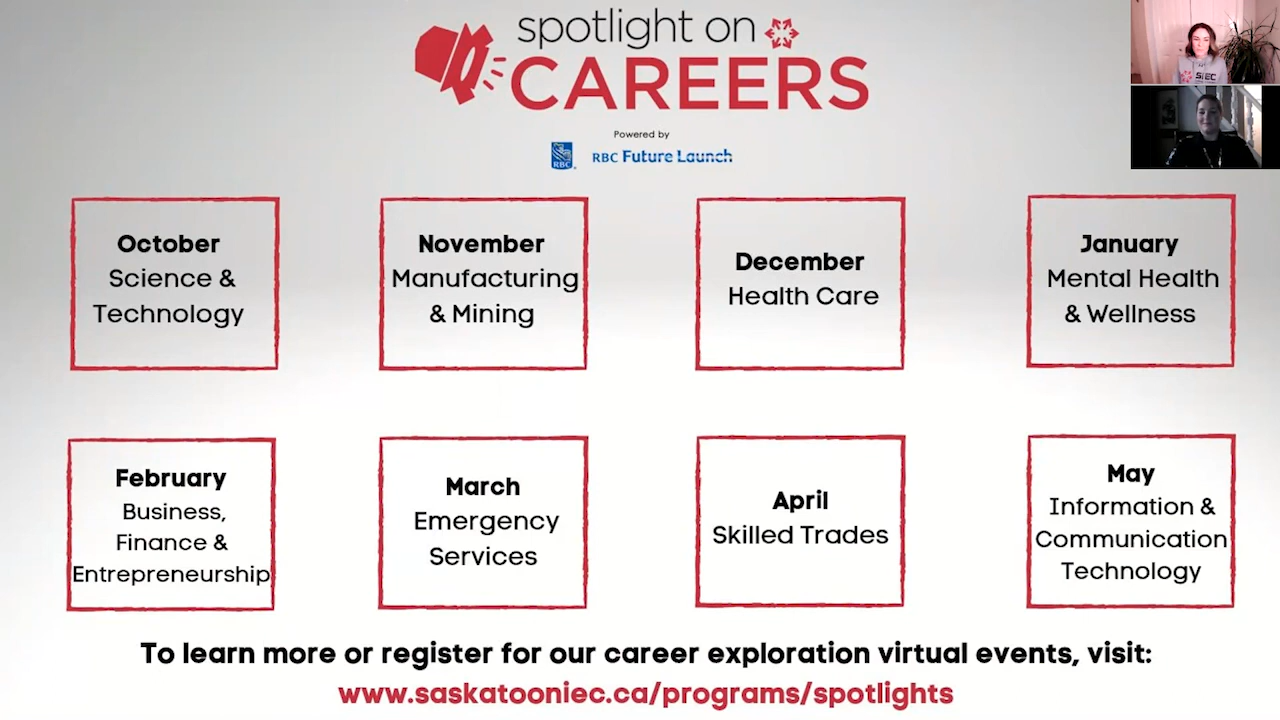 spotlight on
CAREERS
Powered by
RBC
RBC Future Launch
October
Science &
Technology
November
Manufacturing
& Mining
December
Health Care
January
Mental Health
& Wellness
February
Business,
Finance &
Entrepreneurship
March
Emergency
Services
April
Skilled Trades
May
Information &
Communication
Technology
To learn more or register for our career exploration virtual events, visit:
www.saskatooniec.ca/programs/spotlights